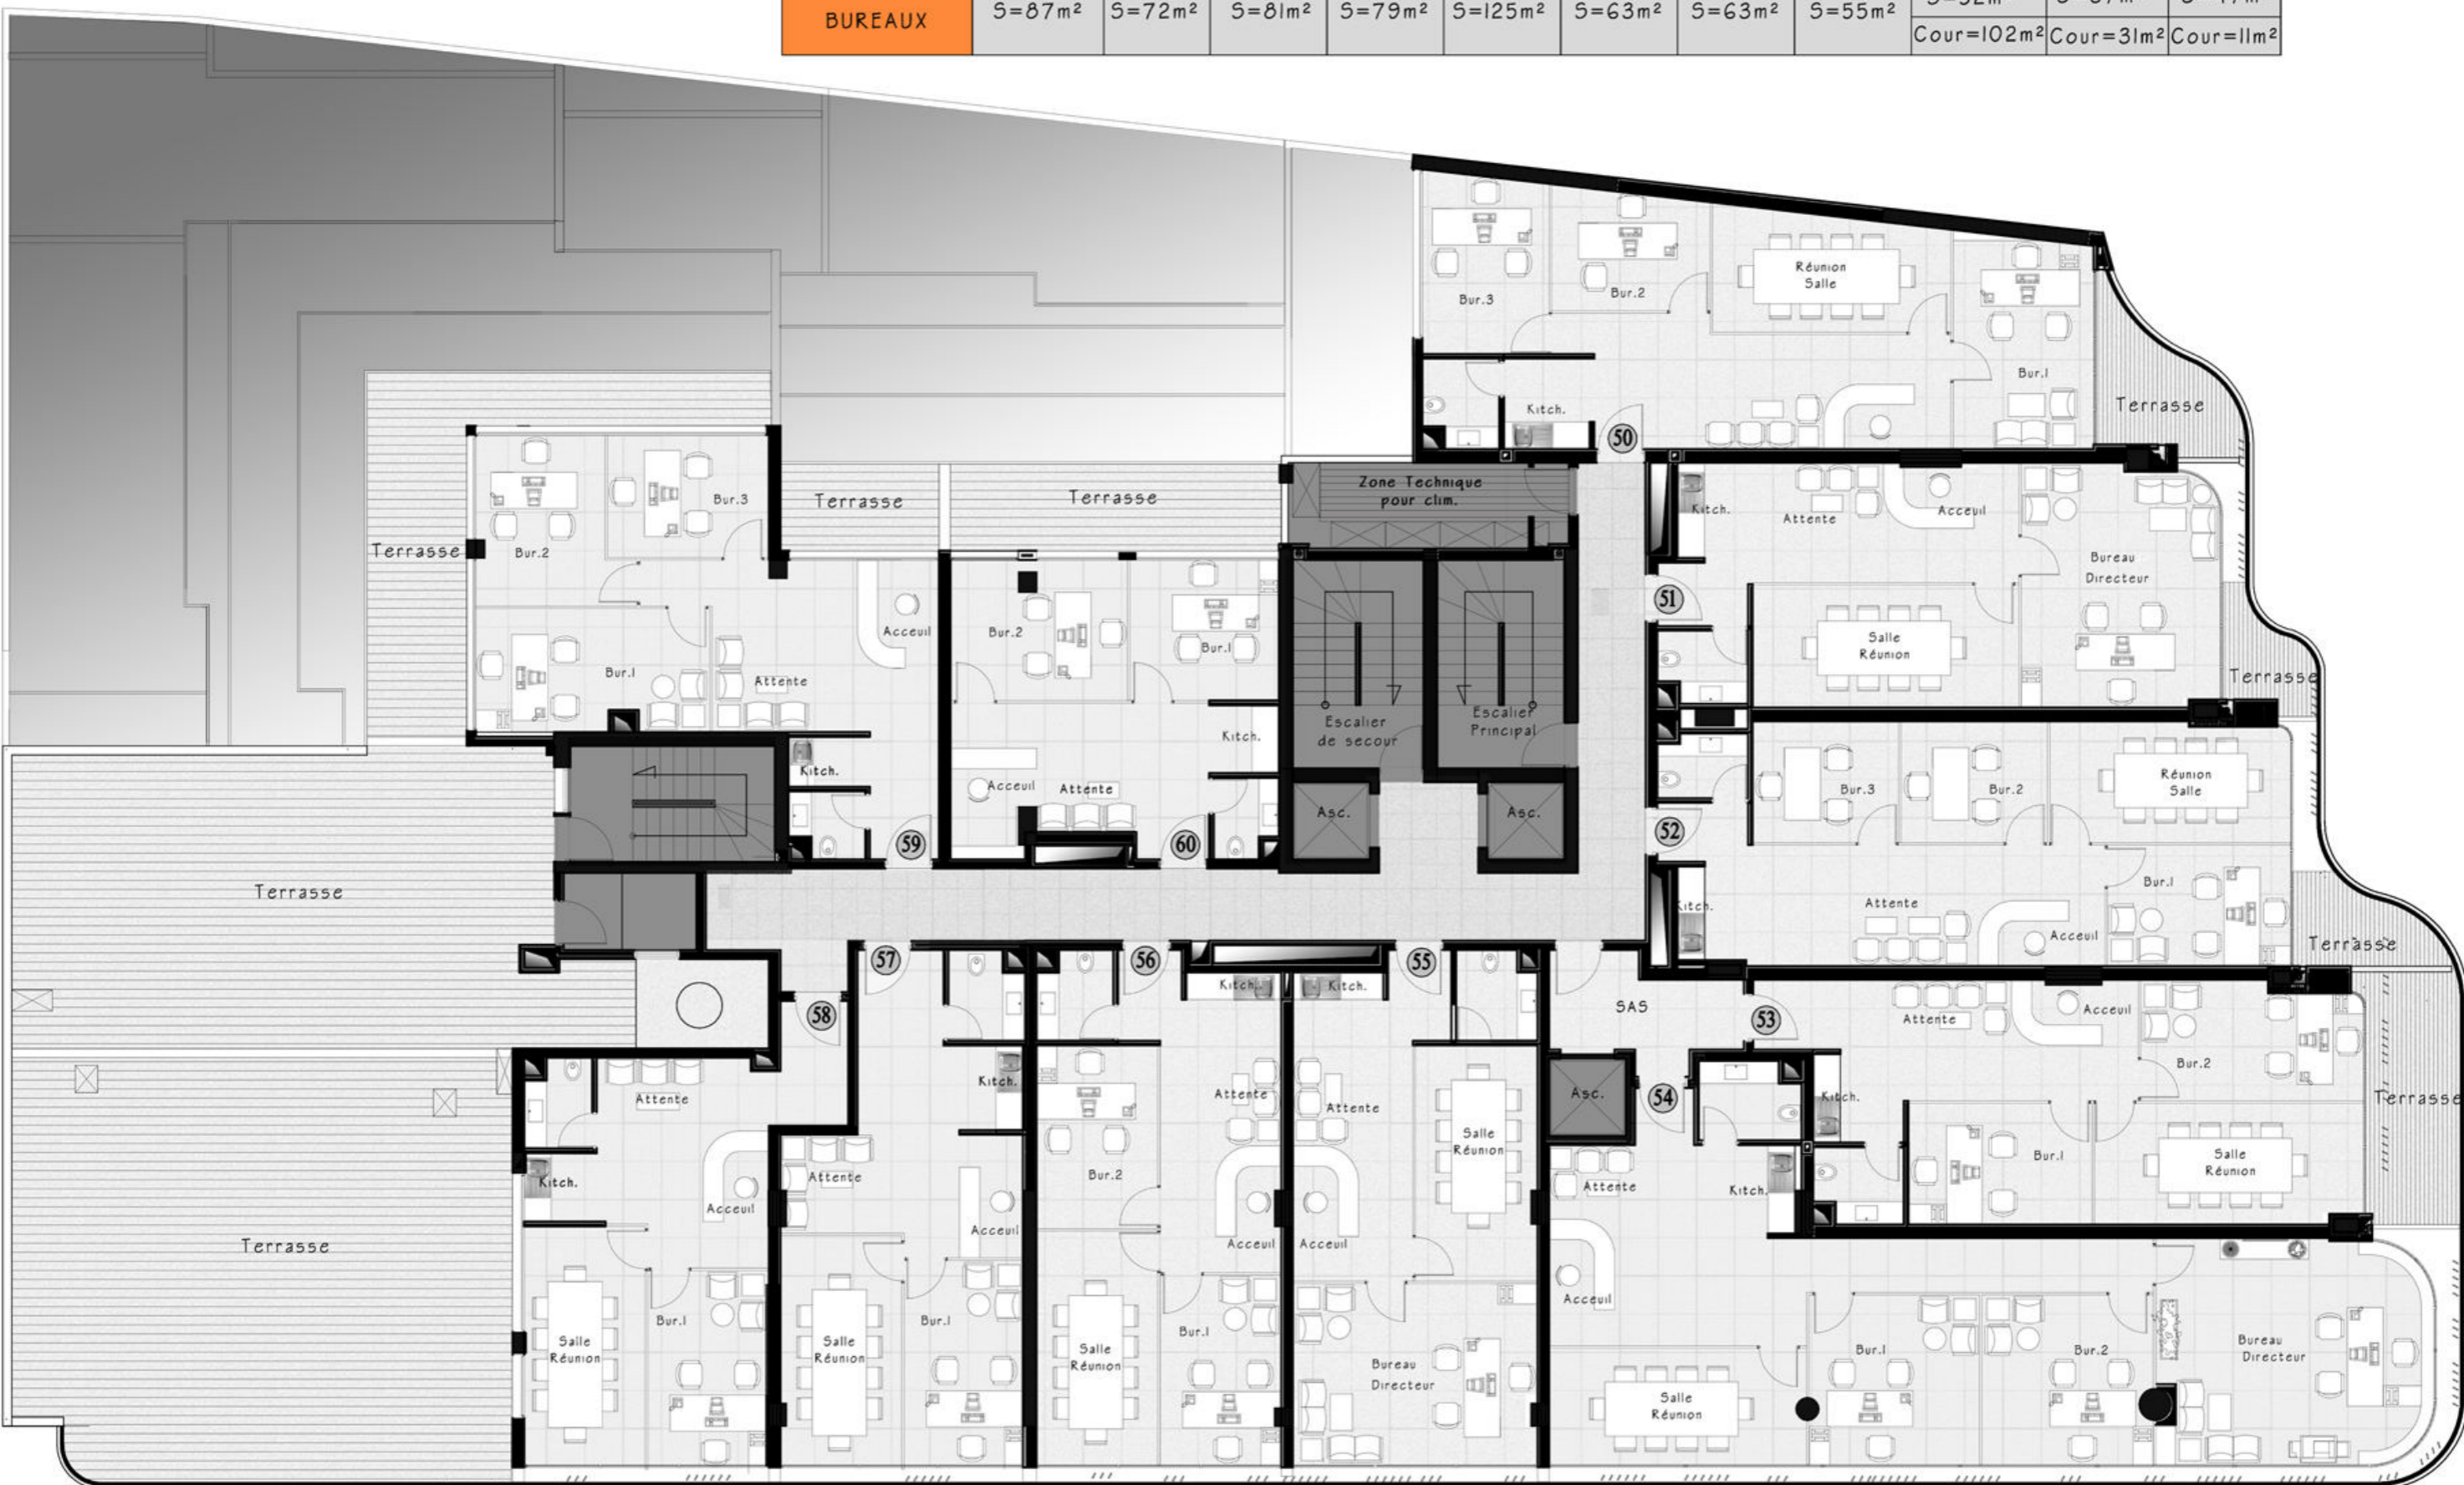 BUREAUX S=87m² S=72m² S=81m² S=79m² S=125m² S=63m² S=63m² S=55m²
Cour=102m² Cour=31m² Cour=11m²
Bur.3
Bur.2
Réunion
Salle
Bur.1
Terrasse
Kitch.
50
Zone Technique
pour clim.
Kitch.
Attente
Acceuil
Bureau
Directeur
51
Salle
Réunion
Terrasse
Bur.3
Bur.2
Terrasse
Terrasse
Terrasse
Bur.1
Attente
Acceuil
Bur.2
Bur.1
Kitch.
Kitch.
Acceuil
Attente
59
60
Escalier
de secour
Escalier
Principal
Asc.
Asc.
52
Bur.3
Bur.2
Réunion
Salle
Bur.1
Attente
Acceuil
Kitch.
Terrasse
Terrasse
57
56
55
58
Kitch.
Kitch.
SAS
53
Attente
Acceuil
Bur.2
Terrasse
Attente
Kitch.
Attente
Attente
Salle
Réunion
Asc.
54
Kitch.
Bur.1
Salle
Réunion
Kitch.
Acceuil
Attente
Acceuil
Bur.2
Acceuil
Acceuil
Attente
Kitch.
Terrasse
Salle
Réunion
Bur.1
Salle
Réunion
Bur.1
Salle
Réunion
Bur.1
Bureau
Directeur
Acceuil
Salle
Réunion
Bur.1
Bur.2
Bureau
Directeur